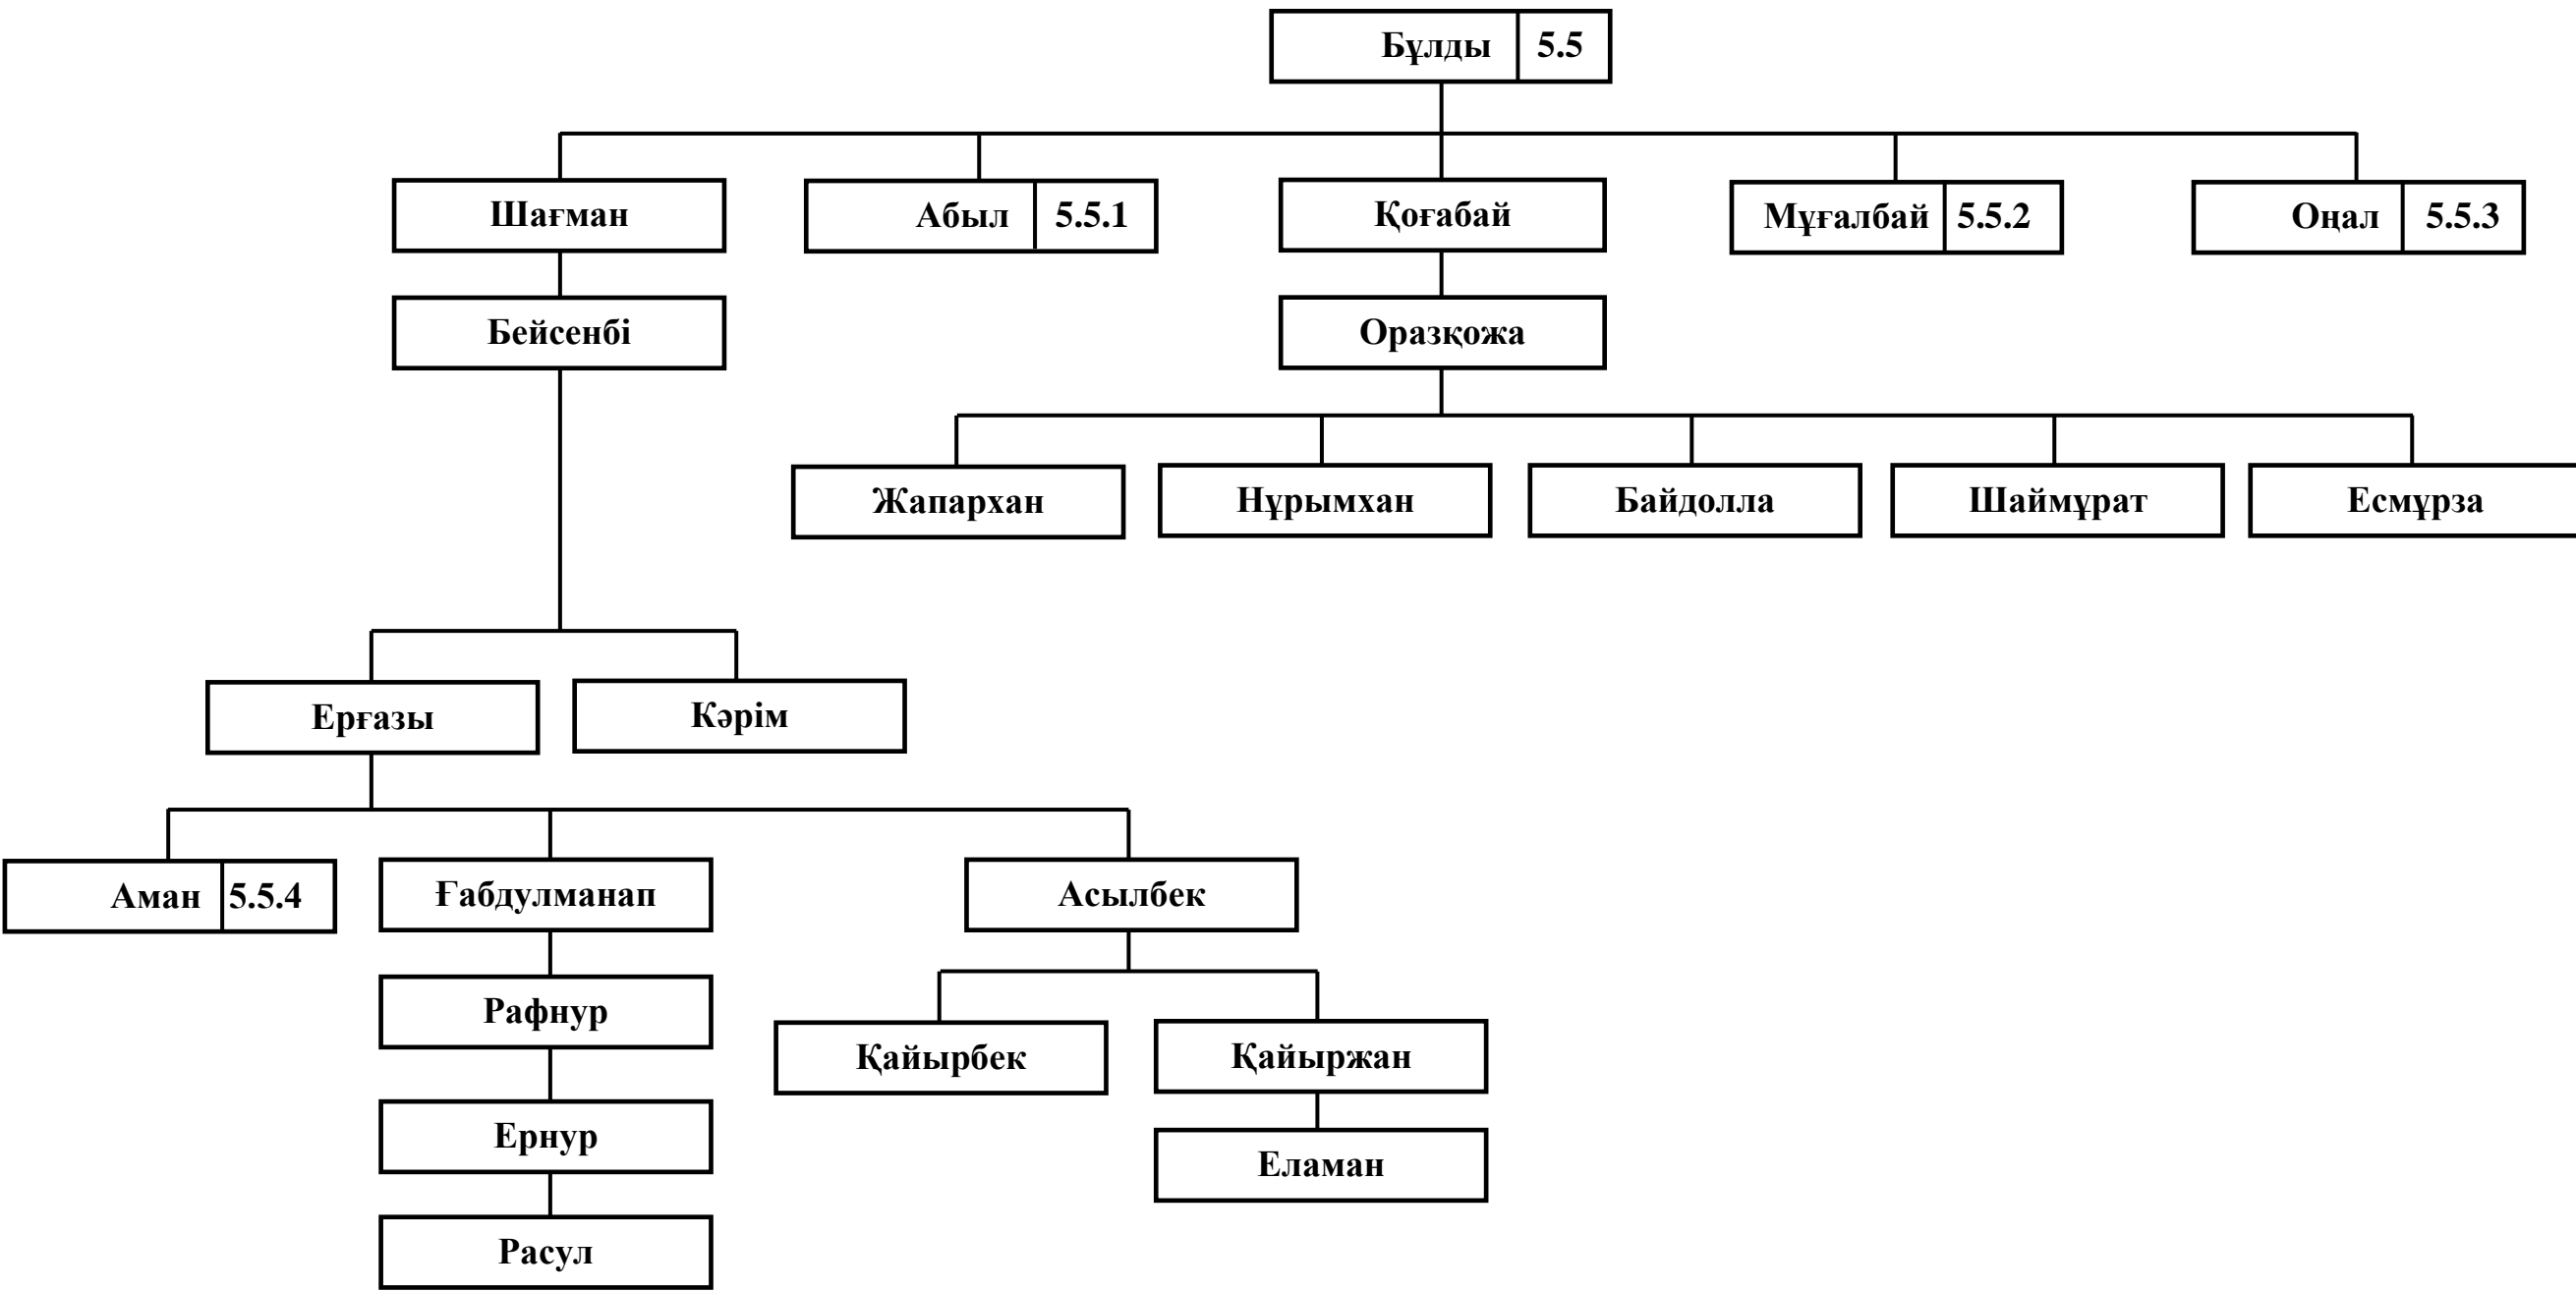 Бұлды 5.5
Шағман
Абыл 5.5.1
Қоғабай
Мұғалбай 5.5.2
Оңал 5.5.3
Бейсенбі
Оразқожа
Жапархан
Нұрымхан
Байдолла
Шаймұрат
Есмұрза
Ерғазы
Кәрім
Аман 5.5.4
Ғабдулманап
Асылбек
Рафнур
Қайырбек
Қайыржан
Ернур
Еламан
Расул